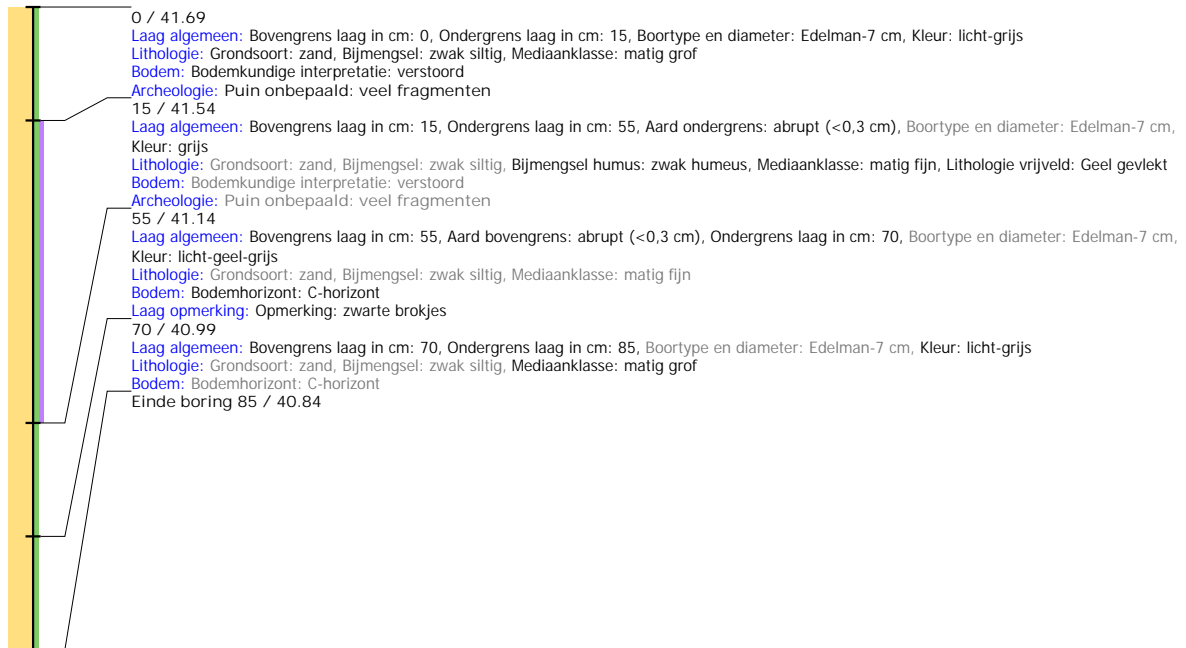 0 / 41.69
Laag algemeen: Bovengrens laag in cm: 0, Ondergrens laag in cm: 15, Boortype en diameter: Edelman-7 cm, Kleur: licht-grijs
Lithologie: Grondsoort: zand, Bijmengsel: zwak siltig, Mediaanklasse: matig grof
Bodem: Bodemkundige interpretatie: verstoord
Archeologie: Puin onbepaald: veel fragmenten
15 / 41.54
Laag algemeen: Bovengrens laag in cm: 15, Ondergrens laag in cm: 55, Aard ondergrens: abrupt (<0,3 cm), Boortype en diameter: Edelman-7 cm,
Kleur: grijs
Lithologie: Grondsoort: zand, Bijmengsel: zwak siltig, Bijmengsel humus: zwak humeus, Mediaanklasse: matig fijn, Lithologie vrijveld: Geel gevlekt
Bodem: Bodemkundige interpretatie: verstoord
Archeologie: Puin onbepaald: veel fragmenten
55 / 41.14
Laag algemeen: Bovengrens laag in cm: 55, Aard bovengrens: abrupt (<0,3 cm), Ondergrens laag in cm: 70, Boortype en diameter: Edelman-7 cm,
Kleur: licht-geel-grijs
Lithologie: Grondsoort: zand, Bijmengsel: zwak siltig, Mediaanklasse: matig fijn
Bodem: Bodemhorizont: C-horizont
Laag opmerking: Opmerking: zwarte brokjes
70 / 40.99
Laag algemeen: Bovengrens laag in cm: 70, Ondergrens laag in cm: 85, Boortype en diameter: Edelman-7 cm, Kleur: licht-grijs
Lithologie: Grondsoort: zand, Bijmengsel: zwak siltig, Mediaanklasse: matig grof
Bodem: Bodemhorizont: C-horizont
Einde boring 85 / 40.84